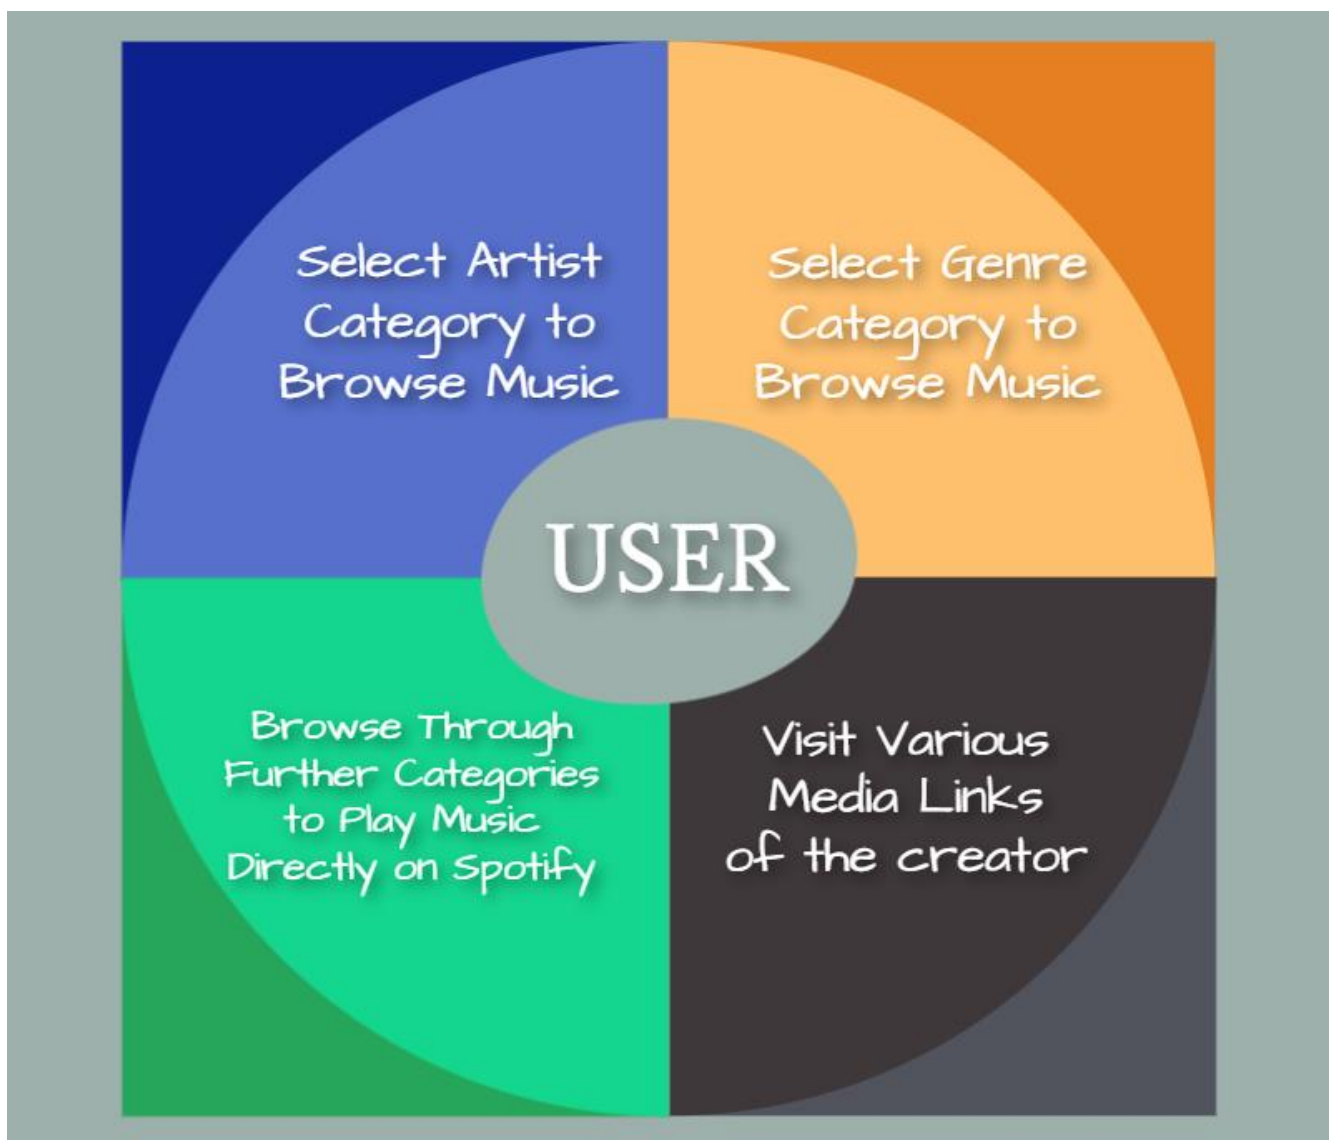 Select Artist
Category to
Browse Music
Select Genre
Category to
Browse Music
USER
Browse Through
Further Categories
to Play Music
Directly on Spotify
Visit Various
Media Links
of the creator